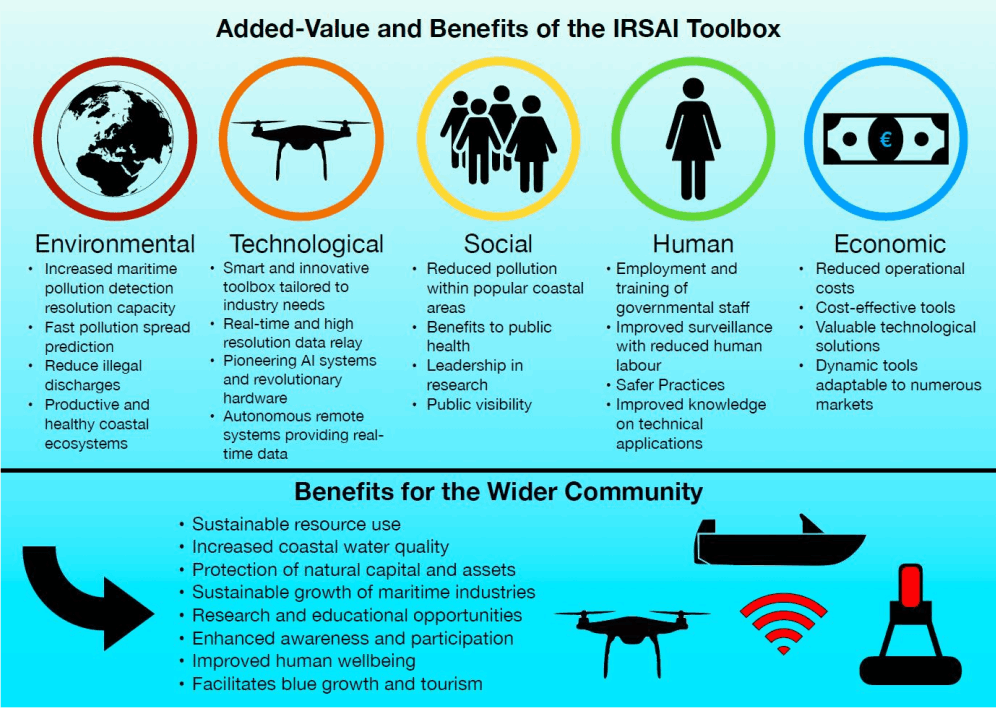 Added-Value and Benefits of the IRSAI Toolbox
€
Environmental
• Increased maritime
pollution detection
resolution capacity
• Fast pollution spread
prediction
• Reduce illegal
discharges
• Productive and
healthy coastal
ecosystems
Technological
• Smart and innovative
toolbox tailored to
industry needs
• Real-time and high
resolution data relay
• Pioneering AI systems
and revolutionary
hardware
• Autonomous remote
systems providing real-
time data
Social
• Reduced pollution
within popular coastal
areas
• Benefits to public
health
• Leadership in
research
• Public visibility
Human
• Employment and
training of
governmental staff
• Improved surveillance
with reduced human
labour
• Safer Practices
• Improved knowledge
on technical
applications
Economic
• Reduced operational
costs
• Cost-effective tools
• Valuable technological
solutions
• Dynamic tools
adaptable to numerous
markets
Benefits for the Wider Community
• Sustainable resource use
• Increased coastal water quality
• Protection of natural capital and assets
• Sustainable growth of maritime industries
• Research and educational opportunities
• Enhanced awareness and participation
• Improved human wellbeing
• Facilitates blue growth and tourism